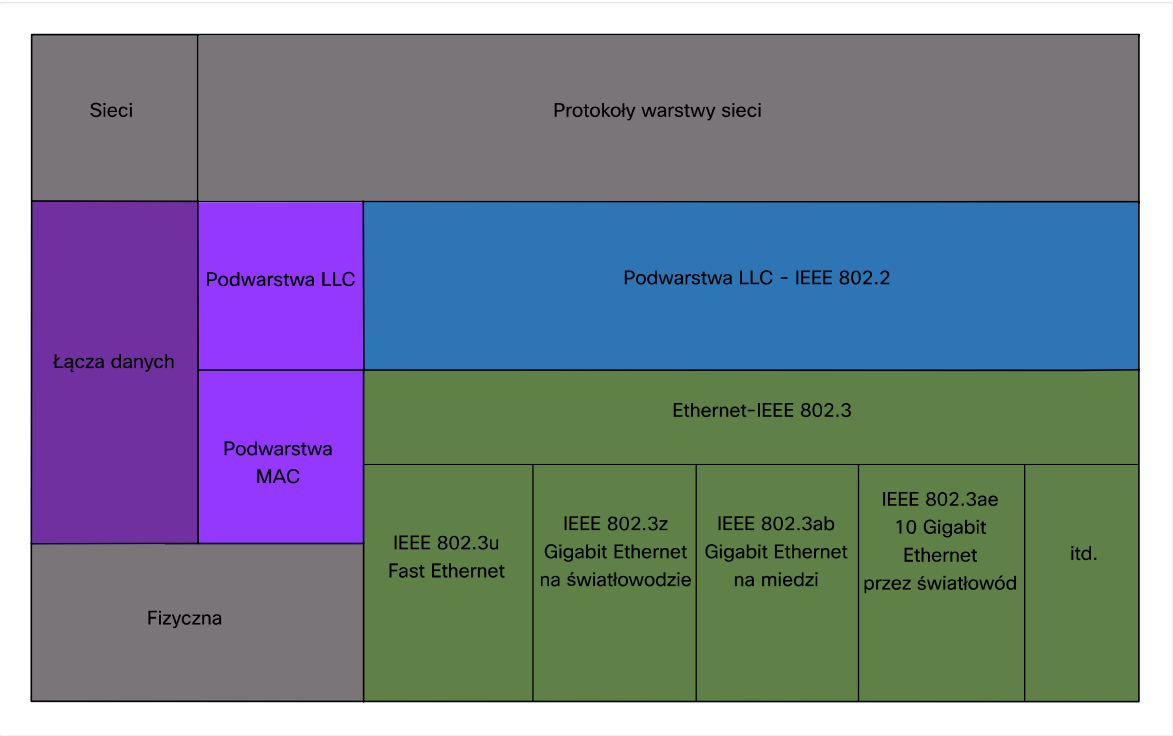 Sieci
Protokoły warstwy sieci
Podwarstwa LLC
Podwarstwa LLC - IEEE 802.2
Łącza danych
Ethernet-IEEE 802.3
Podwarstwa
MAC
IEEE 802.3u
Fast Ethernet
IEEE 802.3z
Gigabit Ethernet
na światłowodzie
IEEE 802.3ab
Gigabit Ethernet
na miedzi
IEEE 802.3ae
10 Gigabit
Ethernet
przez światłowód
itd.
Fizyczna